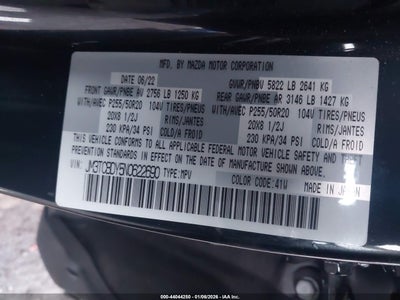 MFD. BY MAZDA MOTOR CORPORATION
DATE 06/22 GVWR/PNBV 5822 LB 2641 KG
FRONT GAWR/PNBE AV 2756 LB 1250 KG REAR GAWR/PNBE AR 3146 LB 1427 KG
WITH/AVEC P255/50R20 104V TIRES/PNEUS WITH/AVEC P255/50R20 104V TIRES/PNEUS
20X8 1/2J RIMS/JANTES 20X8 1/2J RIMS/JANTES
230 KPA/34 PSI COLD/A FROID 230 KPA/34 PSI COLD/A FROID
THIS VEHICLE CONFORMS TO ALL APPLICABLE
FEDERAL MOTOR VEHICLE SAFETY, BUMPER, AND THEFT
PREVENTION STANDARDS IN EFFECT ON THE
DATE OF MANUFACTURE SHOWN ABOVE.
VIN: JM3TCBDY5N0622690 TYPE:MPV
COLOR CODE:41W MADE IN JAPAN
#44-44044250 - 01/06/2026 - IAA Inc.